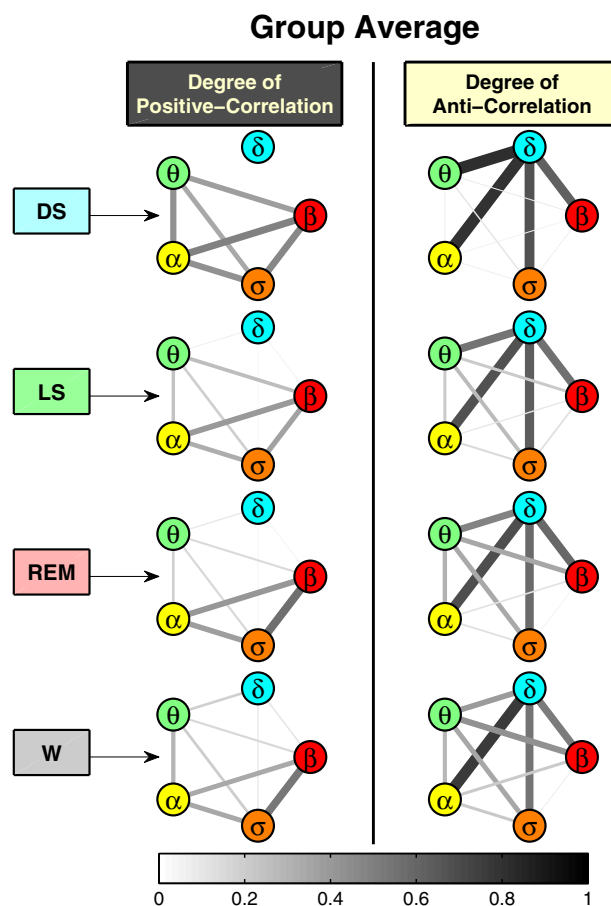 Group Average
Degree of
Positive−Correlation
Degree of
Anti−Correlation
DS
δ
θ
β
α
σ
δ
θ
β
α
σ
LS
δ
θ
β
α
σ
δ
θ
β
α
σ
REM
δ
θ
β
α
σ
δ
θ
β
α
σ
W
δ
θ
β
α
σ
δ
θ
β
α
σ
0 0.2 0.4 0.6 0.8 1